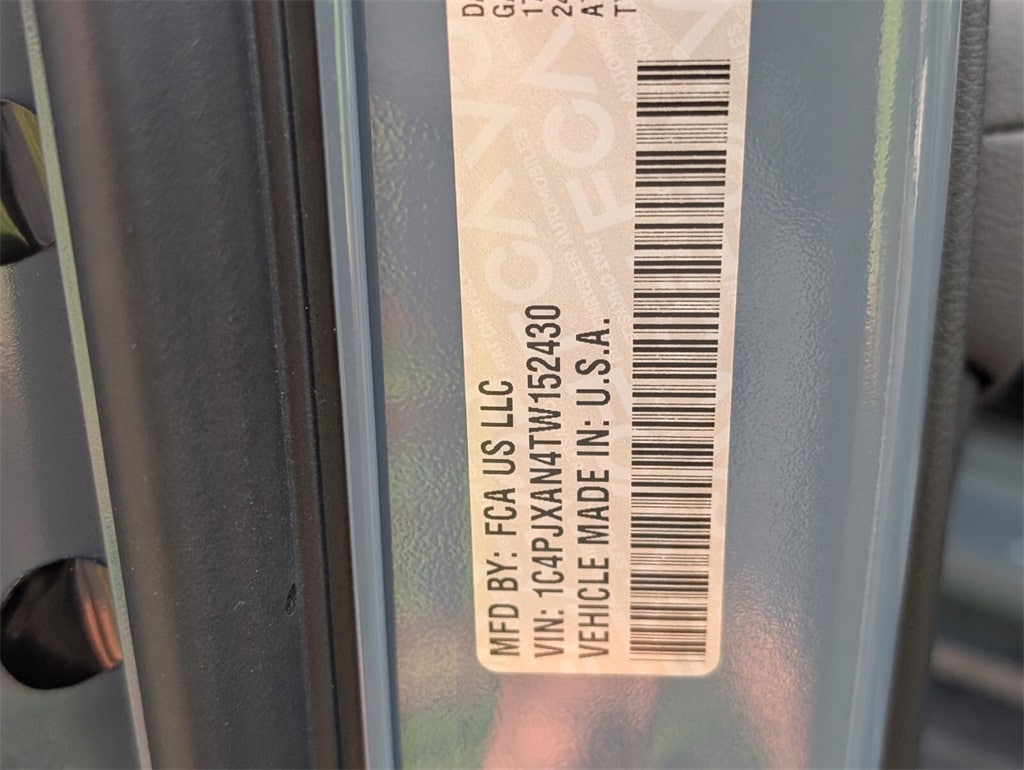 MFD BY: FCA US LLC
VIN: 1C4PJXAN4TW152430
VEHICLE MADE IN: U.S.A.